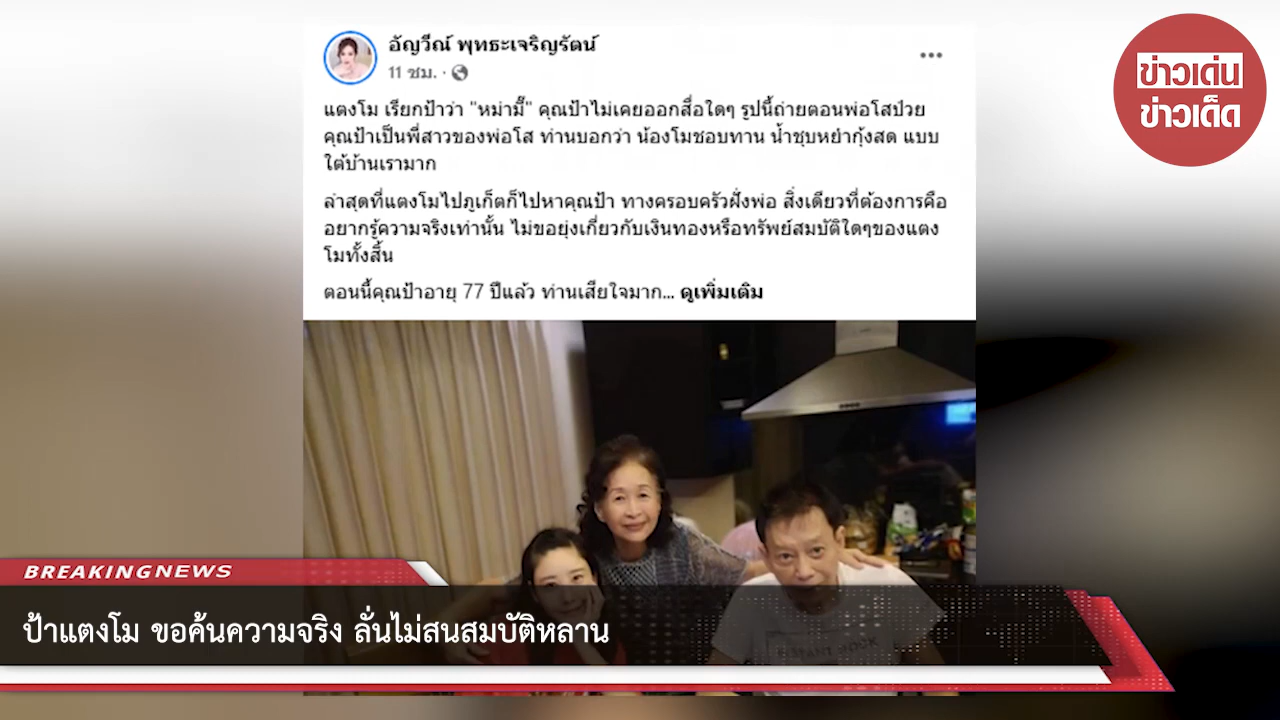 อัญวีณ์ พุทธะเจริญรัตน์
11 ชม.
แตงโม เรียกป้าว่า "หม่ามี๊" คุณป้าไม่เคยออกสื่อใดๆ รูปนี้ถ่ายตอนพ่อโสป่วย
คุณป้าเป็นพี่สาวของพ่อโส ท่านบอกว่า น้องโมชอบทาน น้ำชุบหยำกุ้งสด แบบ
ใต้บ้านเรามาก
ล่าสุดที่แตงโมไปภูเก็ตก็ไปหาคุณป้า ทางครอบครัวฝั่งพ่อ สิ่งเดียวที่ต้องการคือ
อยากรู้ความจริงเท่านั้น ไม่ขอยุ่งเกี่ยวกับเงินทองหรือทรัพย์สมบัติใดๆของแตง
โมทั้งสิ้น
ตอนนี้คุณป้าอายุ 77 ปีแล้ว ท่านเสียใจมาก... ดูเพิ่มเติม
ข่าวเด่น
ข่าวเด็ด
BREAKING NEWS
ป้าแตงโม ขอค้นความจริง ลั่นไม่สนสมบัติหลาน